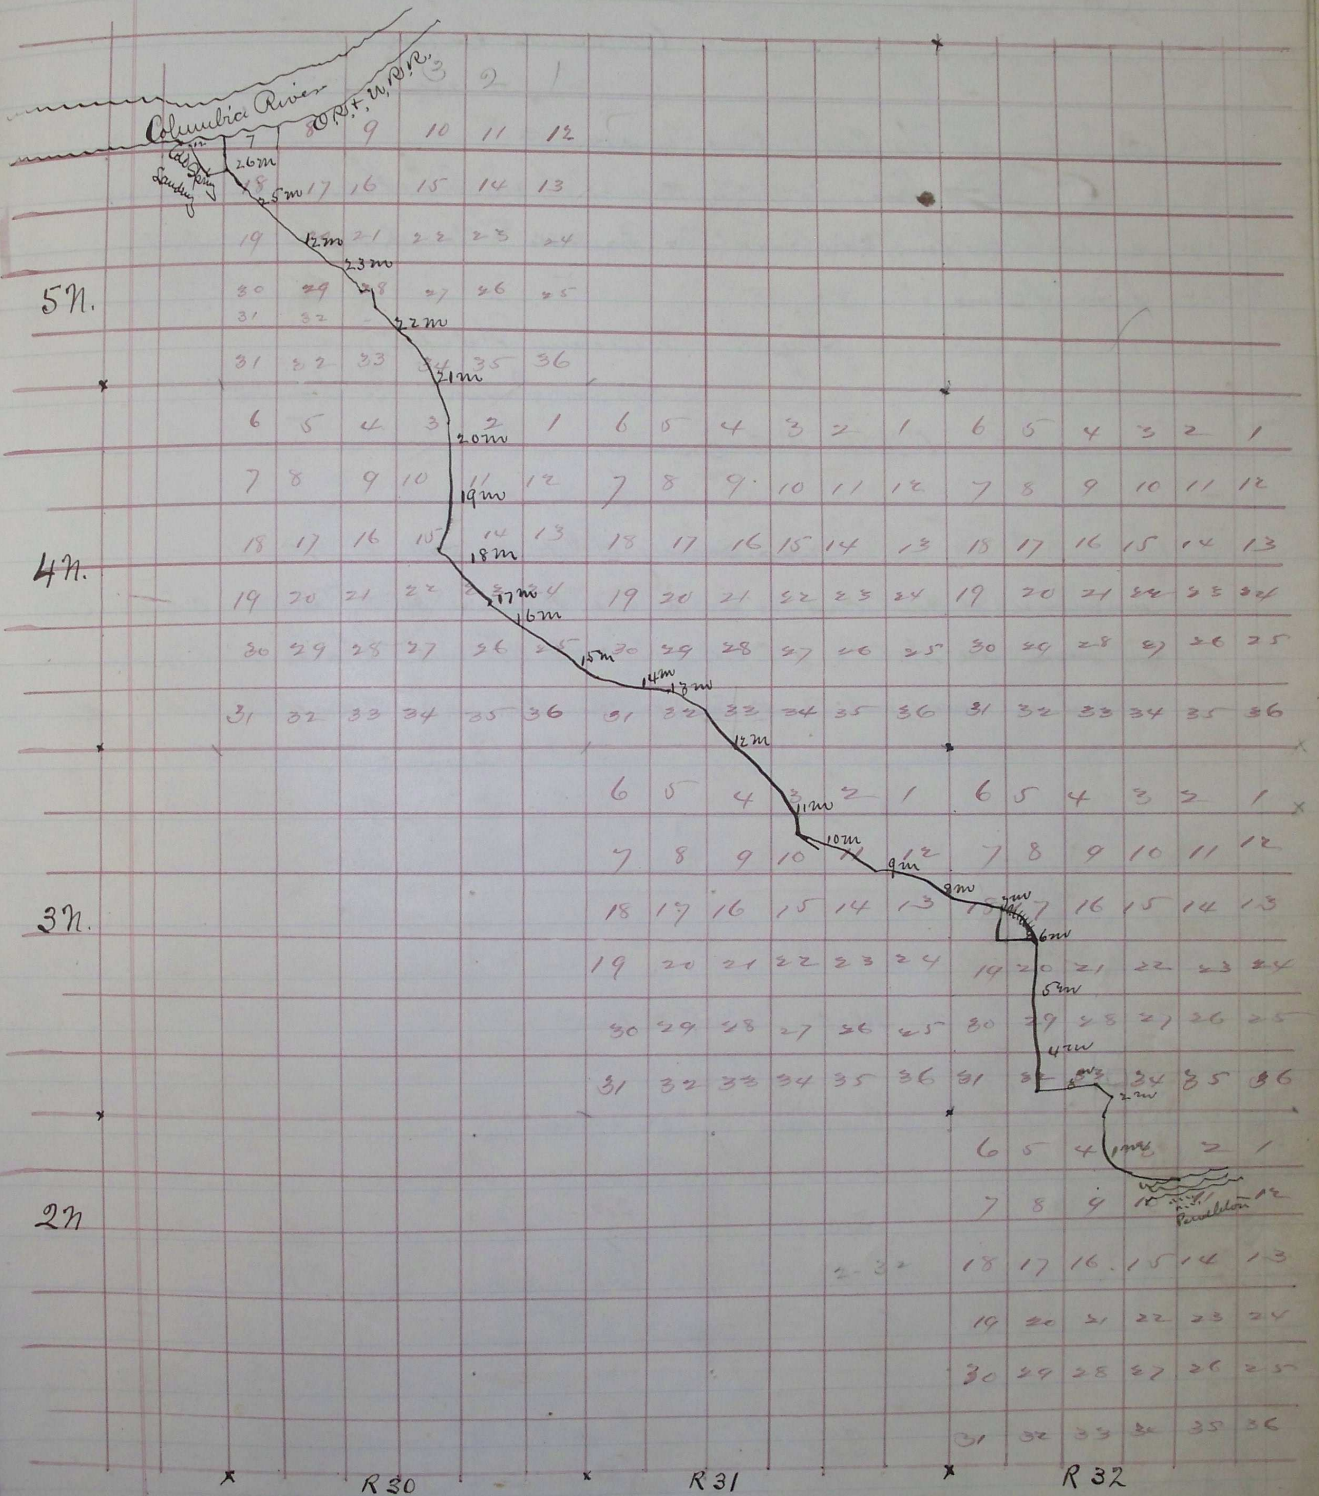 3 2 1
Columbia River
O.R.+.N.R.R.
7 8 9 10 11 12
Cold Spring
Landing
26m
18 17 16 15 14 13
25m
19 21 22 23 24
12m
23m
5N.
30 29 28 27 26 25
31 32
22m
31 32 33 34 35 36
21m
6 5 4 3 2 1 6 5 4 3 2 1 6 5 4 3 2 1
20m
7 8 9 10 11 12 7 8 9 10 11 12 7 8 9 10 11 12
19m
18 17 16 15 14 13 18 17 16 15 14 13 18 17 16 15 14 13
18m
4N.
19 20 21 22 23 24 19 20 21 22 23 24 19 20 21 22 23 24
17m
16m
30 29 28 27 26 25 30 29 28 27 26 25 30 29 28 27 26 25
15m
14m
13m
31 32 33 34 35 36 31 32 33 34 35 36 31 32 33 34 35 36
12m
6 5 4 3 2 1 6 5 4 3 2 1
11m
10m
7 8 9 10 11 12 7 8 9 10 11 12
9m
8m
7m
3N.
18 17 16 15 14 13 18 17 16 15 14 13
6m
19 20 21 22 23 24 19 20 21 22 23 24
5m
30 29 28 27 26 25 30 29 28 27 26 25
4m
31 32 33 34 35 36 31 32 33 34 35 36
2m
6 5 4 3 2 1
1m
2N
7 8 9 10 11 12
Pendleton
2-32
18 17 16 15 14 13
19 20 21 22 23 24
30 29 28 27 26 25
31 32 33 34 35 36
R 30 R 31 R 32